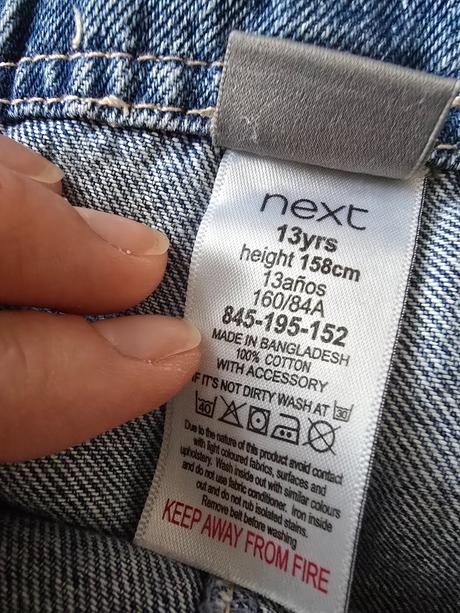 next
13yrs
height 158cm
13años
160/84A
845-195-152
MADE IN BANGLADESH
100% COTTON
WITH ACCESSORY
IF IT'S NOT DIRTY WASH AT 30
40
Due to the nature of this product avoid contact
with light coloured fabrics, surfaces and
upholstery. Wash inside out with similar colours
and do not use fabric conditioner. Iron inside
out and do not rub isolated stains.
Remove belt before washing
KEEP AWAY FROM FIRE